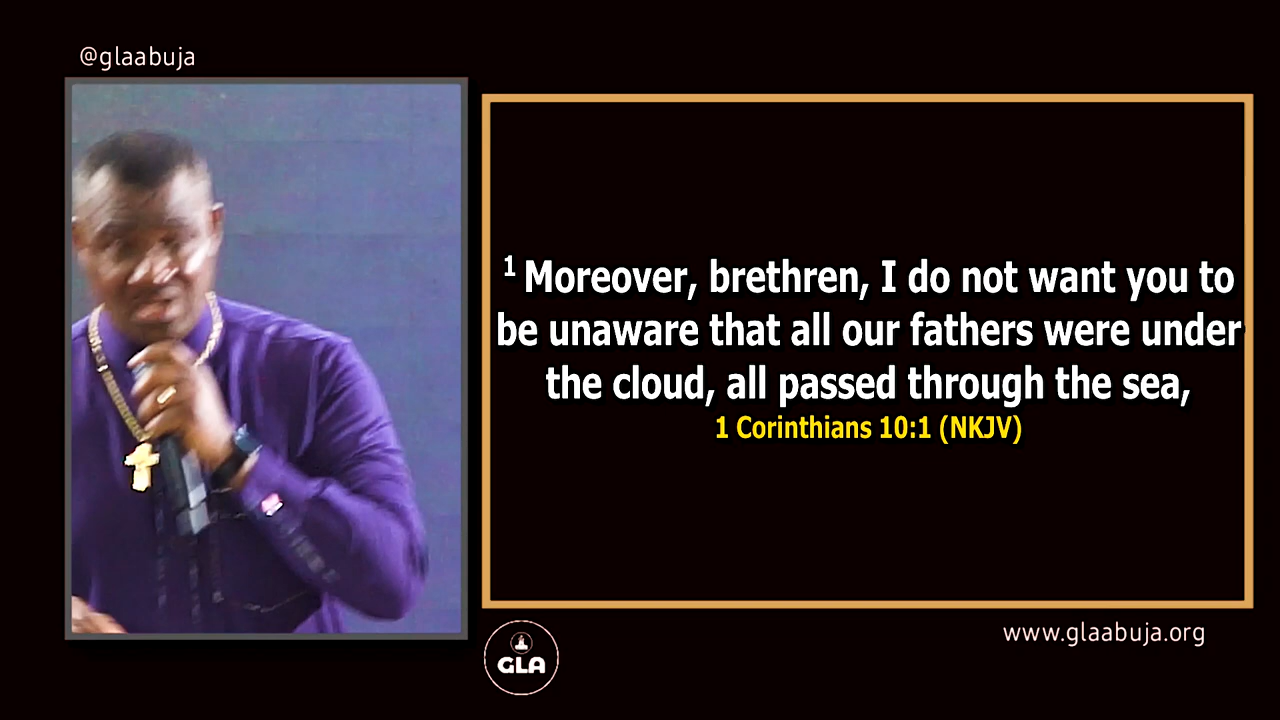 @glaabuja
1 Moreover, brethren, I do not want you to
be unaware that all our fathers were under
the cloud, all passed through the sea,
1 Corinthians 10:1 (NKJV)
www.glaabuja.org
GLA